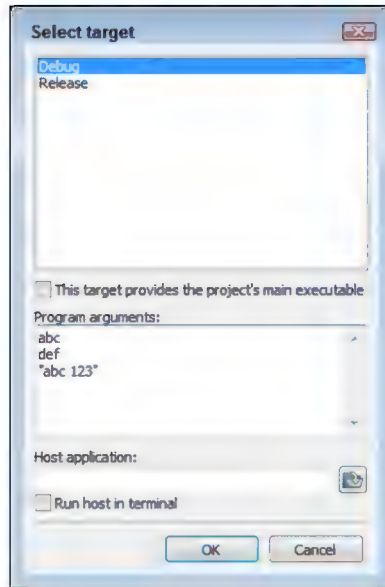 Select target
Debug
Release
This target provides the project's main executable
Program arguments:
abc
def
"abc 123"
Host application:
Run host in terminal
OK
Cancel